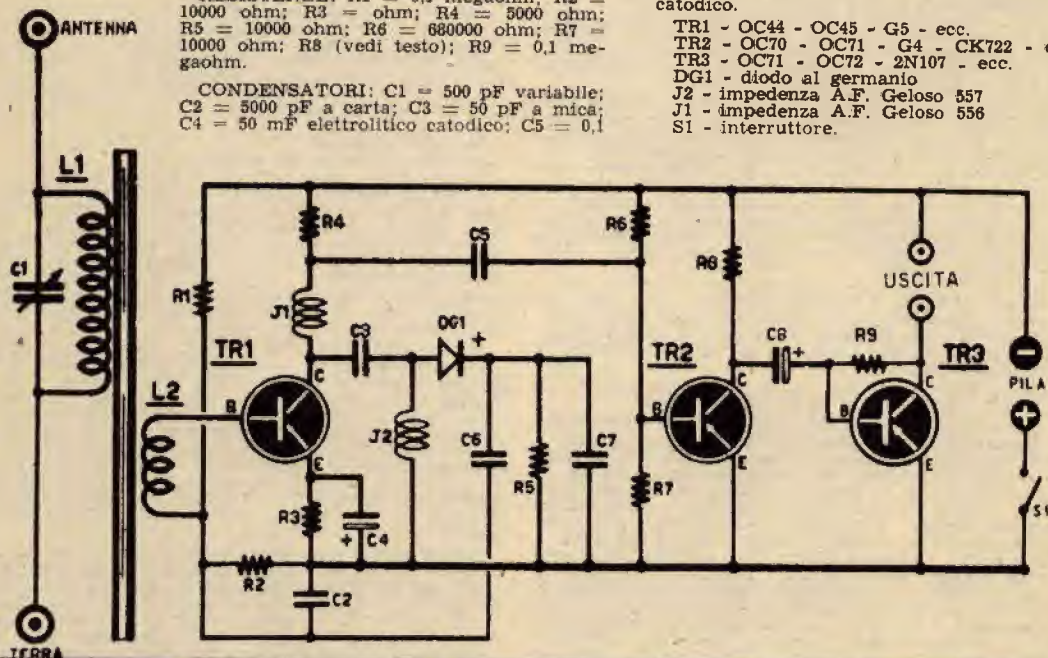 10000 ohm; R3 = ohm; R4 = 5000 ohm;
R5 = 10000 ohm; R6 = 680000 ohm; R7 =
10000 ohm; R8 (vedi testo); R9 = 0,1 me-
gaohm.
CONDENSATORI: C1 = 500 pF variabile;
C2 = 5000 pF a carta; C3 = 50 pF a mica;
C4 = 50 mF elettrolitico catodico; C5 = 0,1
catodico.
TR1 - OC44 - OC45 - G5 - ecc.
TR2 - OC70 - OC71 - G4 - CK722 -
TR3 - OC71 - OC72 - 2N107 - ecc.
DG1 - diodo al germanio
J2 - impedenza A.F. Geloso 557
J1 - impedenza A.F. Geloso 556
S1 - interruttore.
ANTENNA
L1
C1
TERRA
L2
R1
R2
TR1
B
C
E
R4
J1
C3
DG1 +
C5
J2
R3
+ C4
C2
C6
R5
C7
R6
R7
TR2
B
C
E
R8
C8 +
R9
USCITA
TR3
B
C
E
−
PILA
+